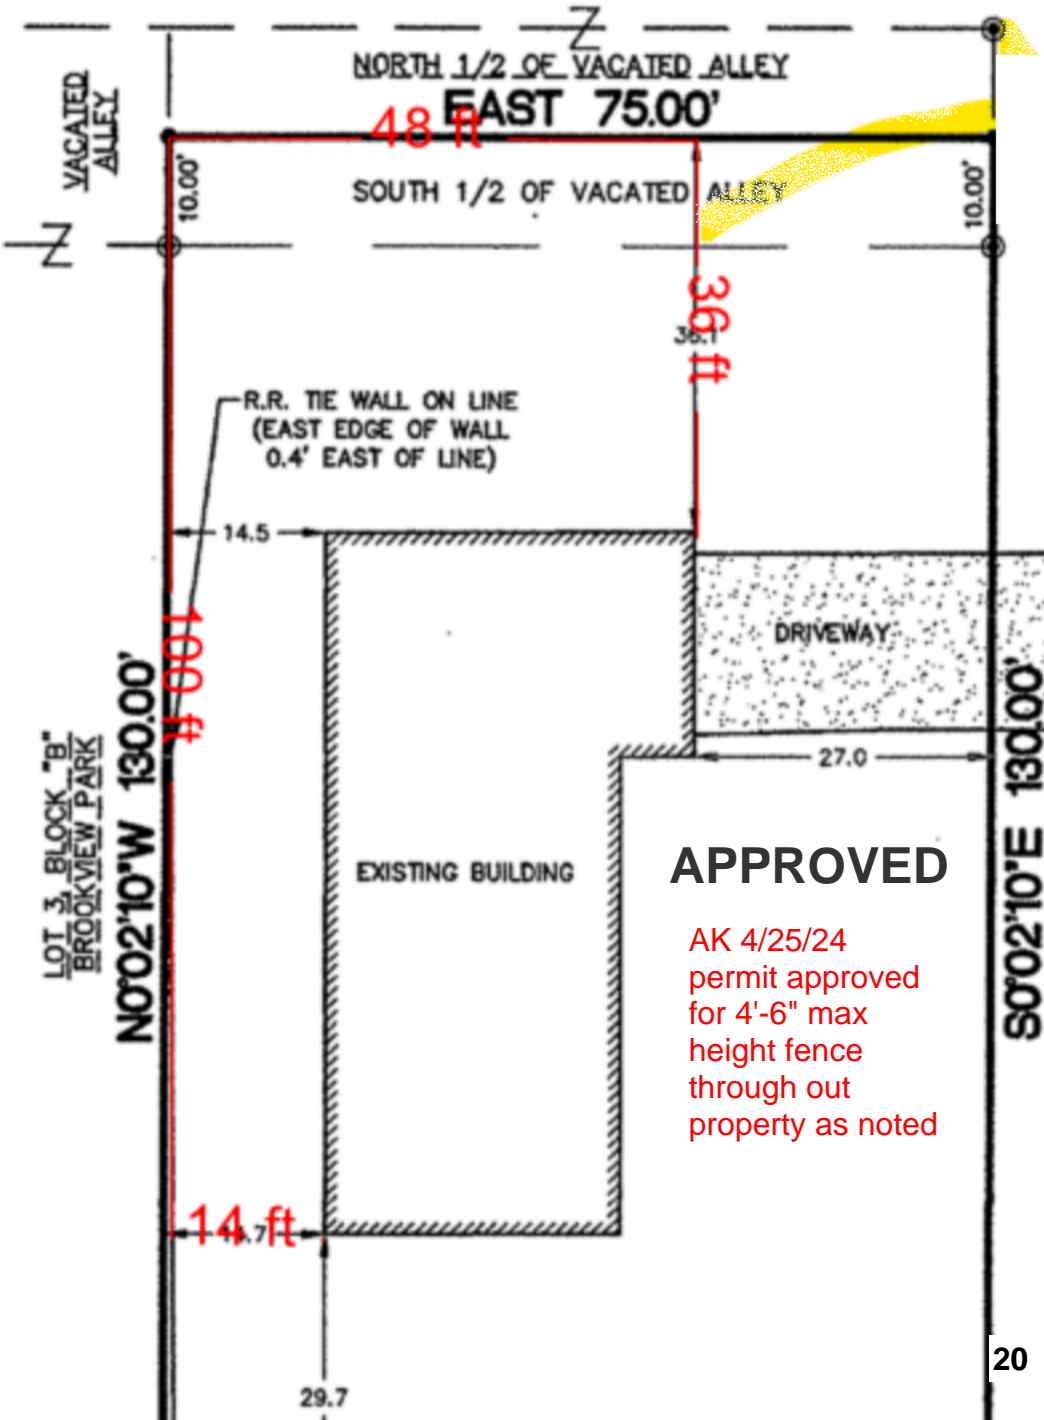 Z
NORTH 1/2 OF VACATED ALLEY
EAST 75.00'
48 ft
VACATED
ALLEY
10.00'
SOUTH 1/2 OF VACATED ALLEY
10.00'
Z
36 ft
36.1
R.R. TIE WALL ON LINE
(EAST EDGE OF WALL
0.4' EAST OF LINE)
14.5
100 ft
DRIVEWAY
27.0
N0°02'10"W 130.00'
S0°02'10"E 130.00'
LOT 3, BLOCK "B"
BROOKVIEW PARK
EXISTING BUILDING
APPROVED
AK 4/25/24
permit approved
for 4'-6" max
height fence
through out
property as noted
14 ft
29.7
20